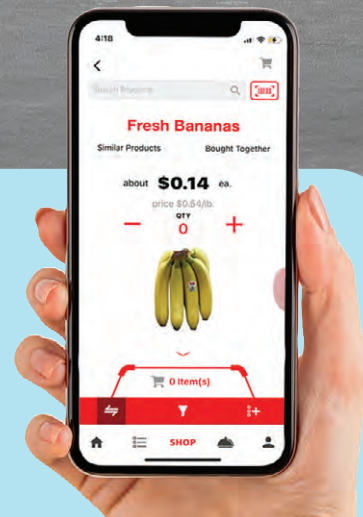 4:18
Search Products
Fresh Bananas
Similar Products Bought Together
about $0.14 ea.
price $0.54/lb.
QTY
0
0 Item(s)
SHOP